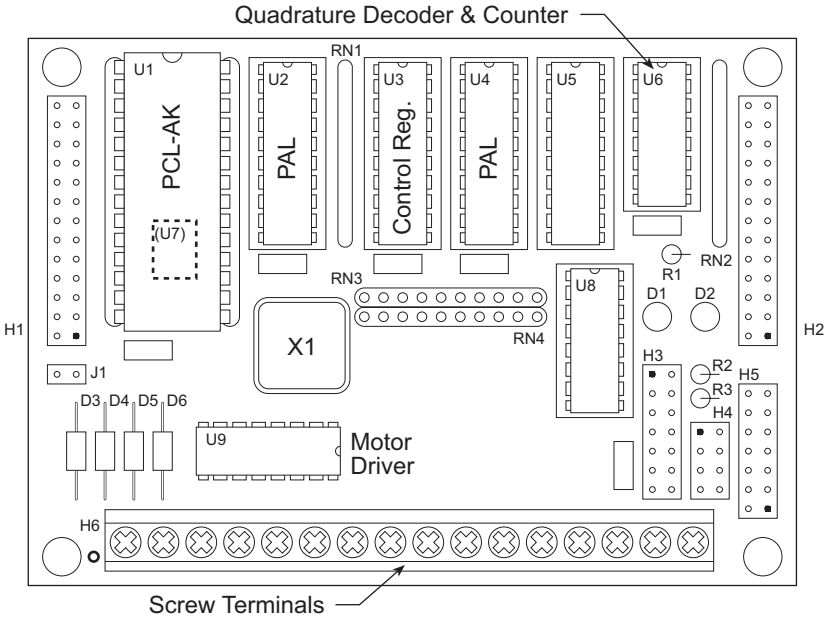 Quadrature Decoder & Counter
RN1
U1
U2
U3
U4
U5
U6
PCL-AK
PAL
Control Reg.
PAL
(U7)
R1
RN2
RN3
U8
D1
D2
H1
X1
RN4
H2
H3
J1
R2
H5
R3
D3
D4
D5
D6
H4
U9
Motor
Driver
H6
Screw Terminals